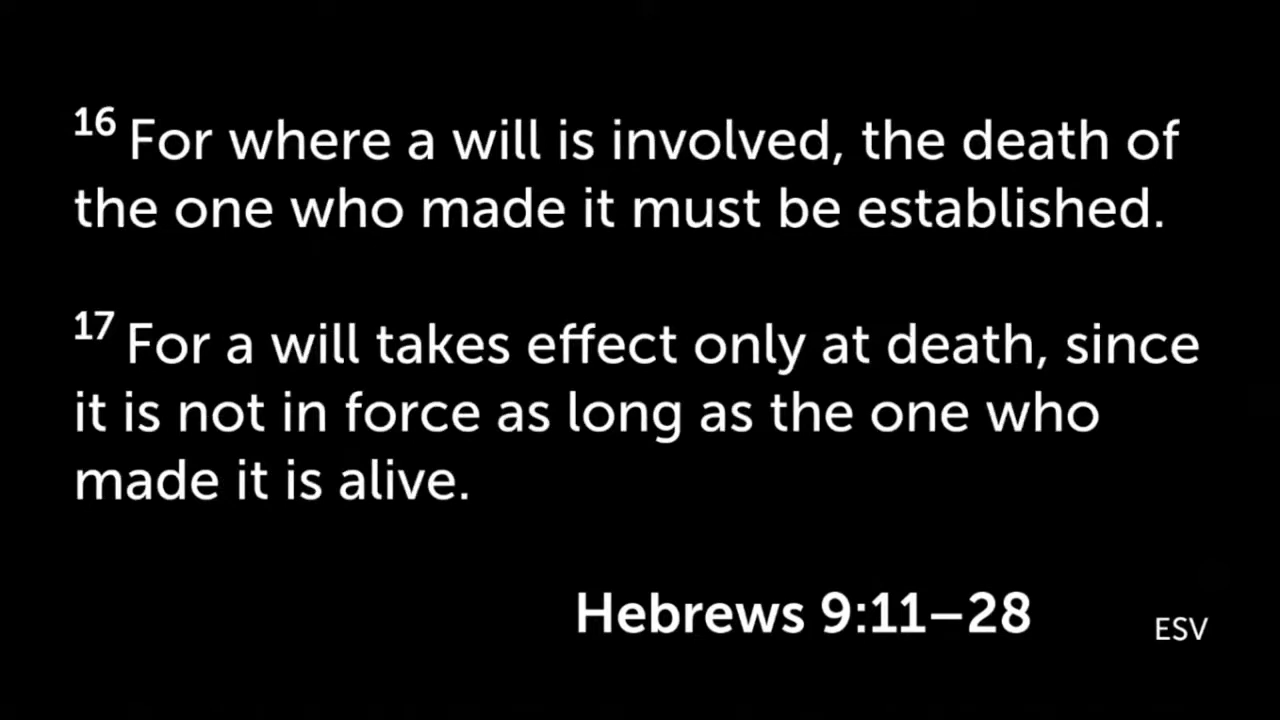 16 For where a will is involved, the death of
the one who made it must be established.
17 For a will takes effect only at death, since
it is not in force as long as the one who
made it is alive.
Hebrews 9:11–28
ESV